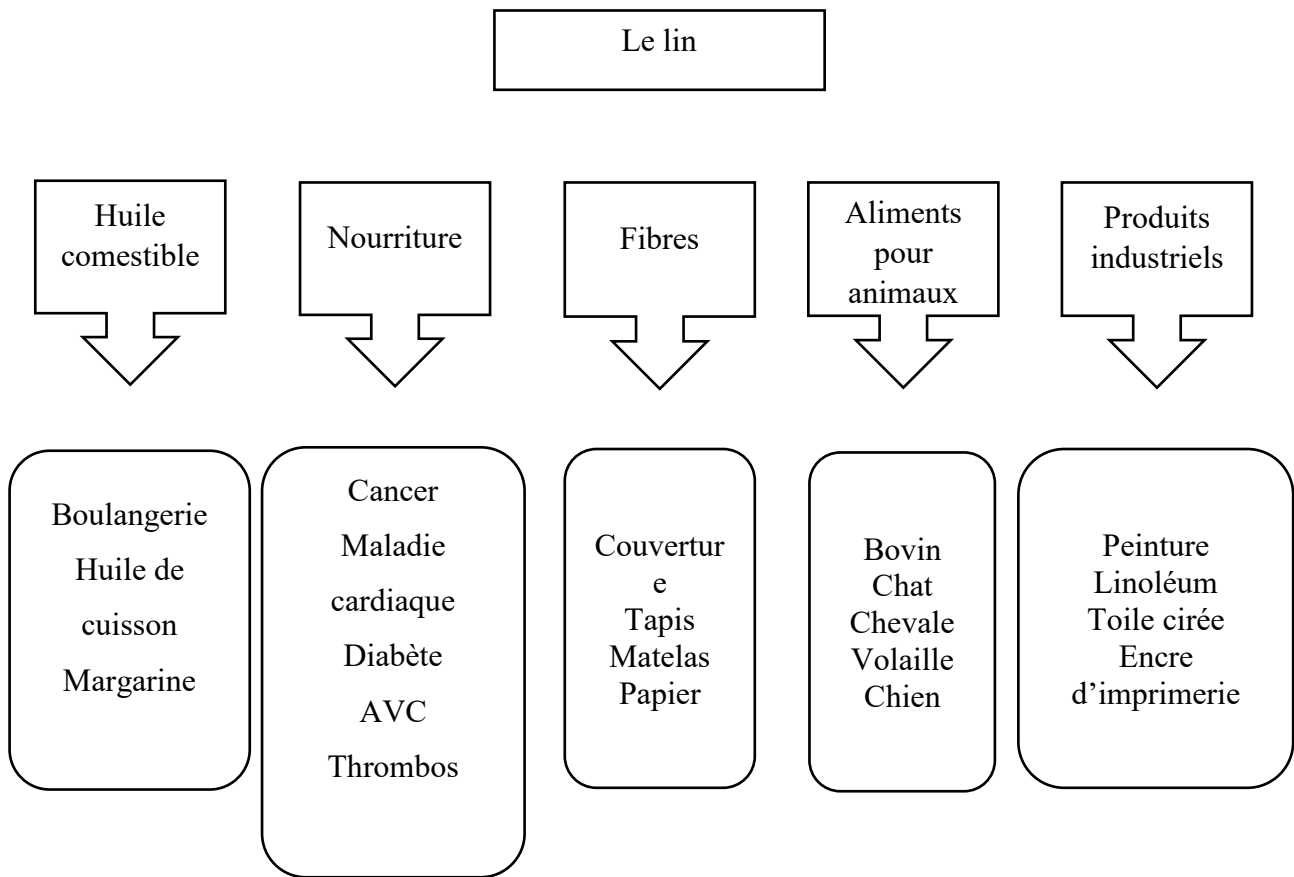 Le lin
Huile
comestible
Nourriture
Fibres
Aliments
pour
animaux
Produits
industriels
Boulangerie
Huile de
cuisson
Margarine
Cancer
Maladie
cardiaque
Diabète
AVC
Thrombos
Couvertur
e
Tapis
Matelas
Papier
Bovin
Chat
Chevale
Volaille
Chien
Peinture
Linoléum
Toile cirée
Encre
d’imprimerie